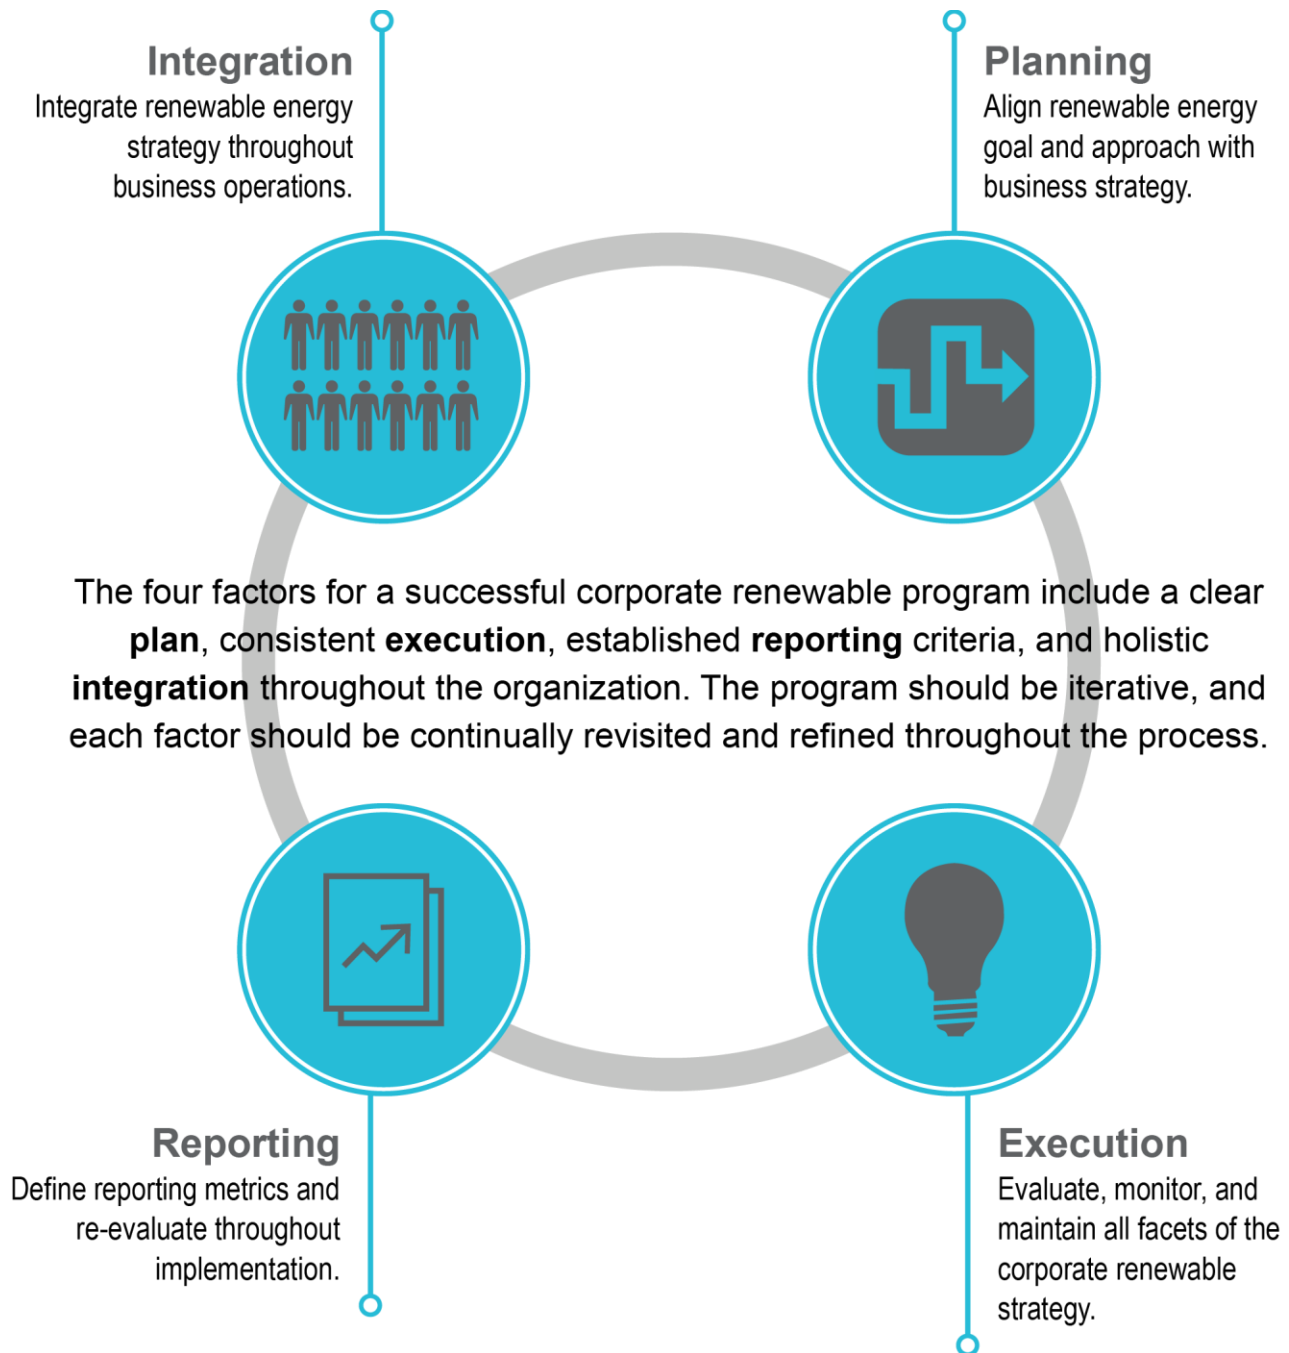 Integration
Integrate renewable energy
strategy throughout
business operations.
Planning
Align renewable energy
goal and approach with
business strategy.
The four factors for a successful corporate renewable program include a clear
plan, consistent execution, established reporting criteria, and holistic
integration throughout the organization. The program should be iterative, and
each factor should be continually revisited and refined throughout the process.
Reporting
Define reporting metrics and
re-evaluate throughout
implementation.
Execution
Evaluate, monitor, and
maintain all facets of the
corporate renewable
strategy.